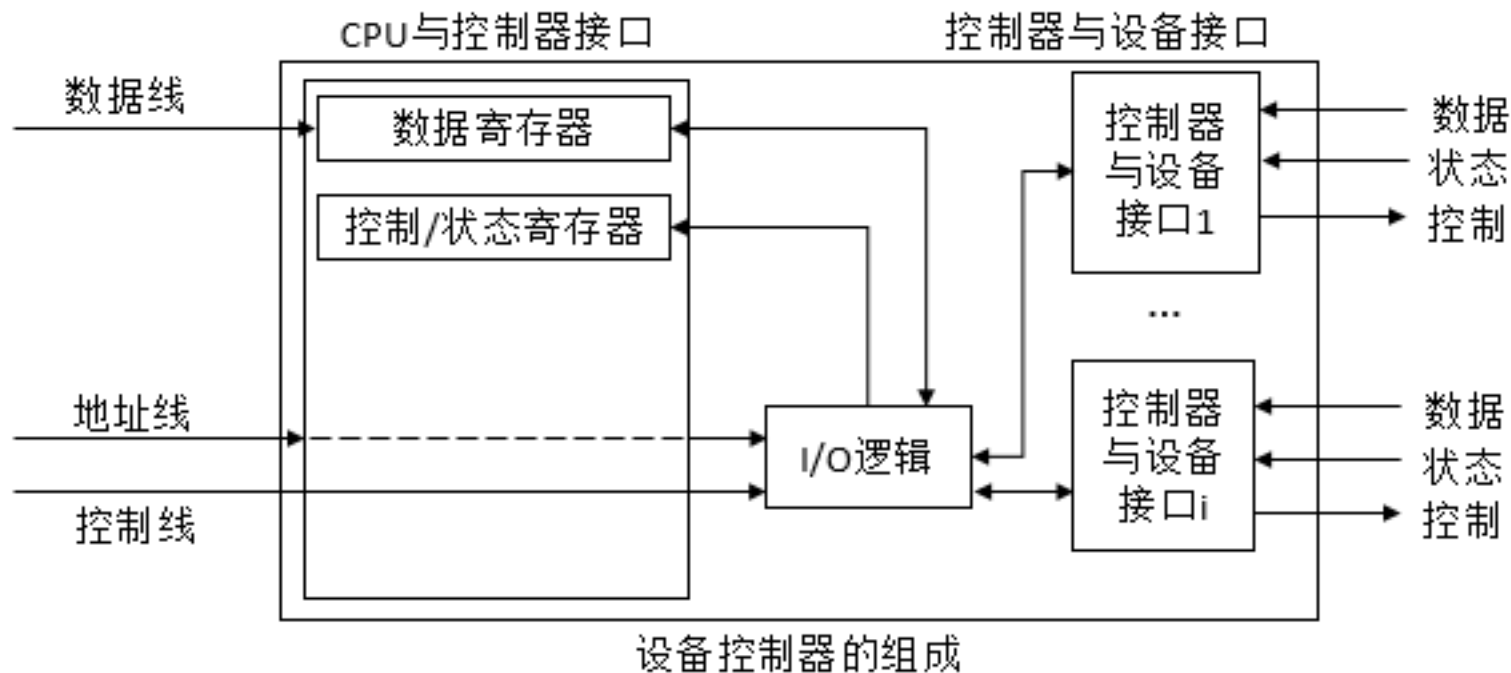 CPU与控制器接口
控制器与设备接口
数据线
数据寄存器
控制/状态寄存器
地址线
控制线
I/O逻辑
控制器
与设备
接口1
数据
状态
控制
...
控制器
与设备
接口i
数据
状态
控制
设备控制器的组成